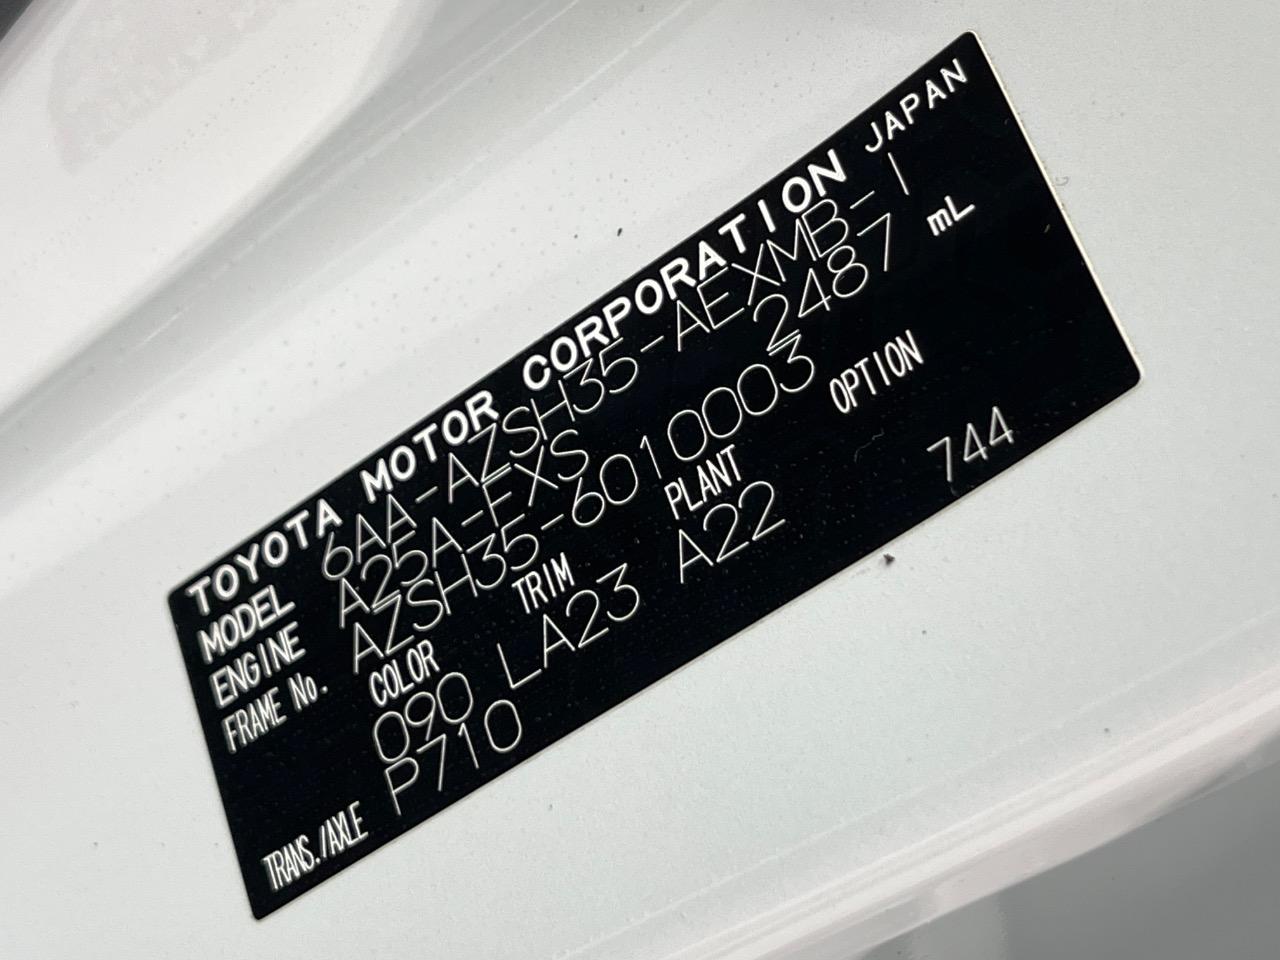 TOYOTA MOTOR CORPORATION JAPAN
MODEL 6AA-AZSH35-AEXMB-I
ENGINE A25A-FXS 2487 mL
FRAME No. AZSH35-6010003
COLOR TRIM PLANT OPTION
090 LA23 A22 744
TRANS./AXLE P710